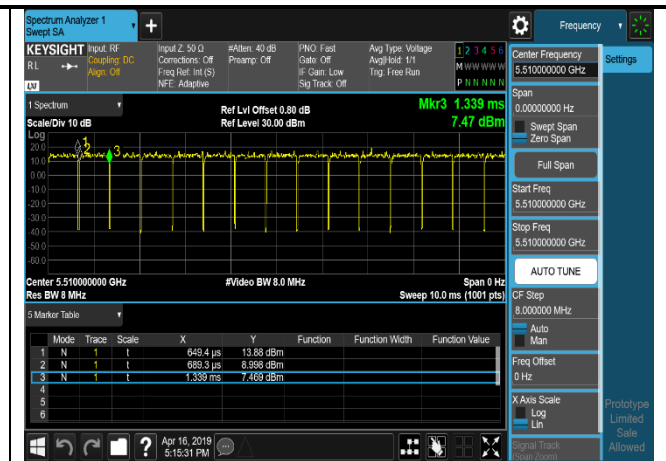 Spectrum Analyzer 1
Swept SA
+
Frequency
KEYSIGHT
RL
LXI
Input: RF
Coupling: DC
Align: Off
Input Z: 50 Ω
Corrections: Off
Freq Ref: Int (S)
NFE: Adaptive
#Atten: 40 dB
Preamp: Off
PNO: Fast
Gate: Off
IF Gain: Low
Sig Track: Off
Avg Type: Voltage
Avg|Hold: 1/1
Trig: Free Run
1 2 3 4 5 6
M W W W W W
P N N N N N
1 Spectrum
Scale/Div 10 dB
Ref Lvl Offset 0.80 dB
Ref Level 30.00 dBm
Mkr3 1.339 ms
7.47 dBm
Log
20.0
10.0
0.00
-10.0
-20.0
-30.0
-40.0
-50.0
-60.0
1
2
3
Center 5.510000000 GHz
Res BW 8 MHz
#Video BW 8.0 MHz
Span 0 Hz
Sweep 10.0 ms (1001 pts)
5 Marker Table
Mode Trace Scale X Y Function Function Width Function Value
1 N 1 t 649.4 µs 13.88 dBm
2 N 1 t 689.3 µs 8.998 dBm
3 N 1 t 1.339 ms 7.469 dBm
4
5
6
?
Apr 16, 2019
5:15:31 PM
Center Frequency
5.510000000 GHz
Span
0.00000000 Hz
Swept Span
Zero Span
Full Span
Start Freq
5.510000000 GHz
Stop Freq
5.510000000 GHz
AUTO TUNE
CF Step
8.000000 MHz
Auto
Man
Freq Offset
0 Hz
X Axis Scale
Log
Lin
Signal Track
(Span Zoom)
Settings
Prototype
Limited
Sale
Allowed